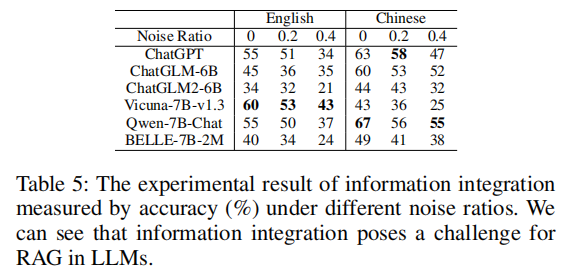 English Chinese
Noise Ratio 0 0.2 0.4 0 0.2 0.4
ChatGPT 55 51 34 63 58 47
ChatGLM-6B 45 36 35 60 53 52
ChatGLM2-6B 34 32 21 44 43 32
Vicuna-7B-v1.3 60 53 43 43 36 25
Qwen-7B-Chat 55 50 37 67 56 55
BELLE-7B-2M 40 34 24 49 41 38
Table 5: The experimental result of information integration
measured by accuracy (%) under different noise ratios. We
can see that information integration poses a challenge for
RAG in LLMs.